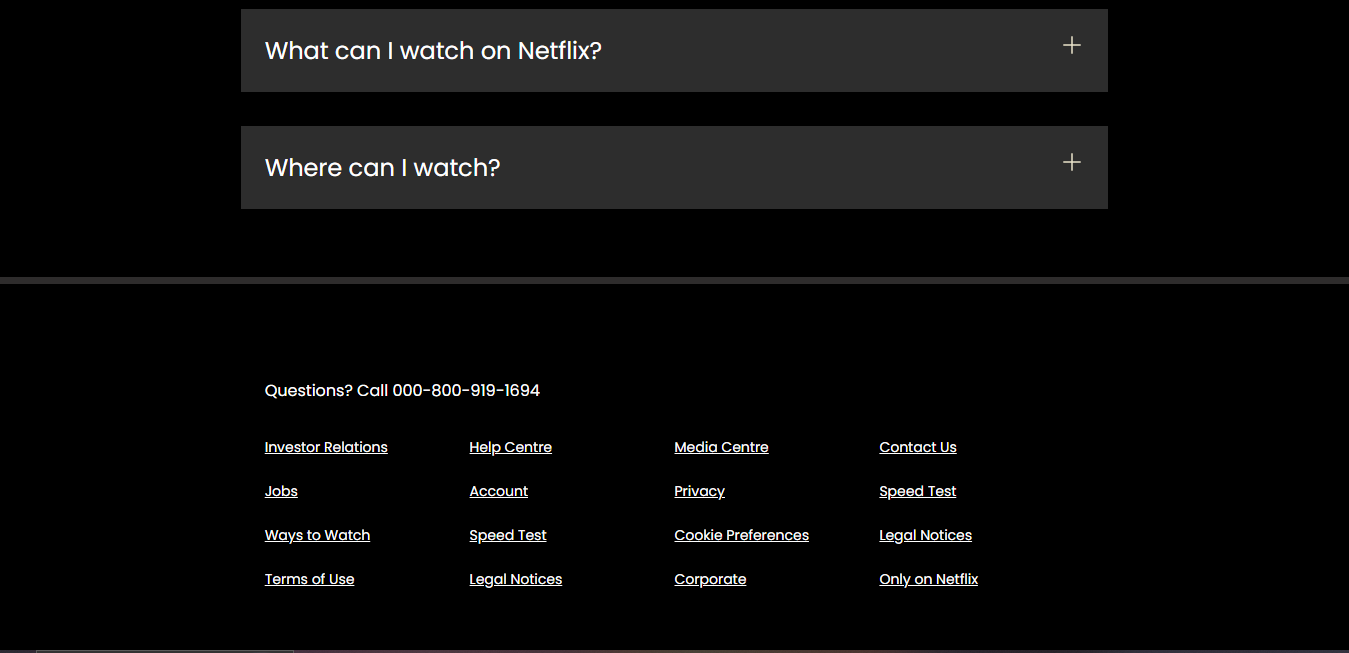 What can I watch on Netflix?
Where can I watch?
Questions? Call 000-800-919-1694
Investor Relations Help Centre Media Centre Contact Us
Jobs Account Privacy Speed Test
Ways to Watch Speed Test Cookie Preferences Legal Notices
Terms of Use Legal Notices Corporate Only on Netflix